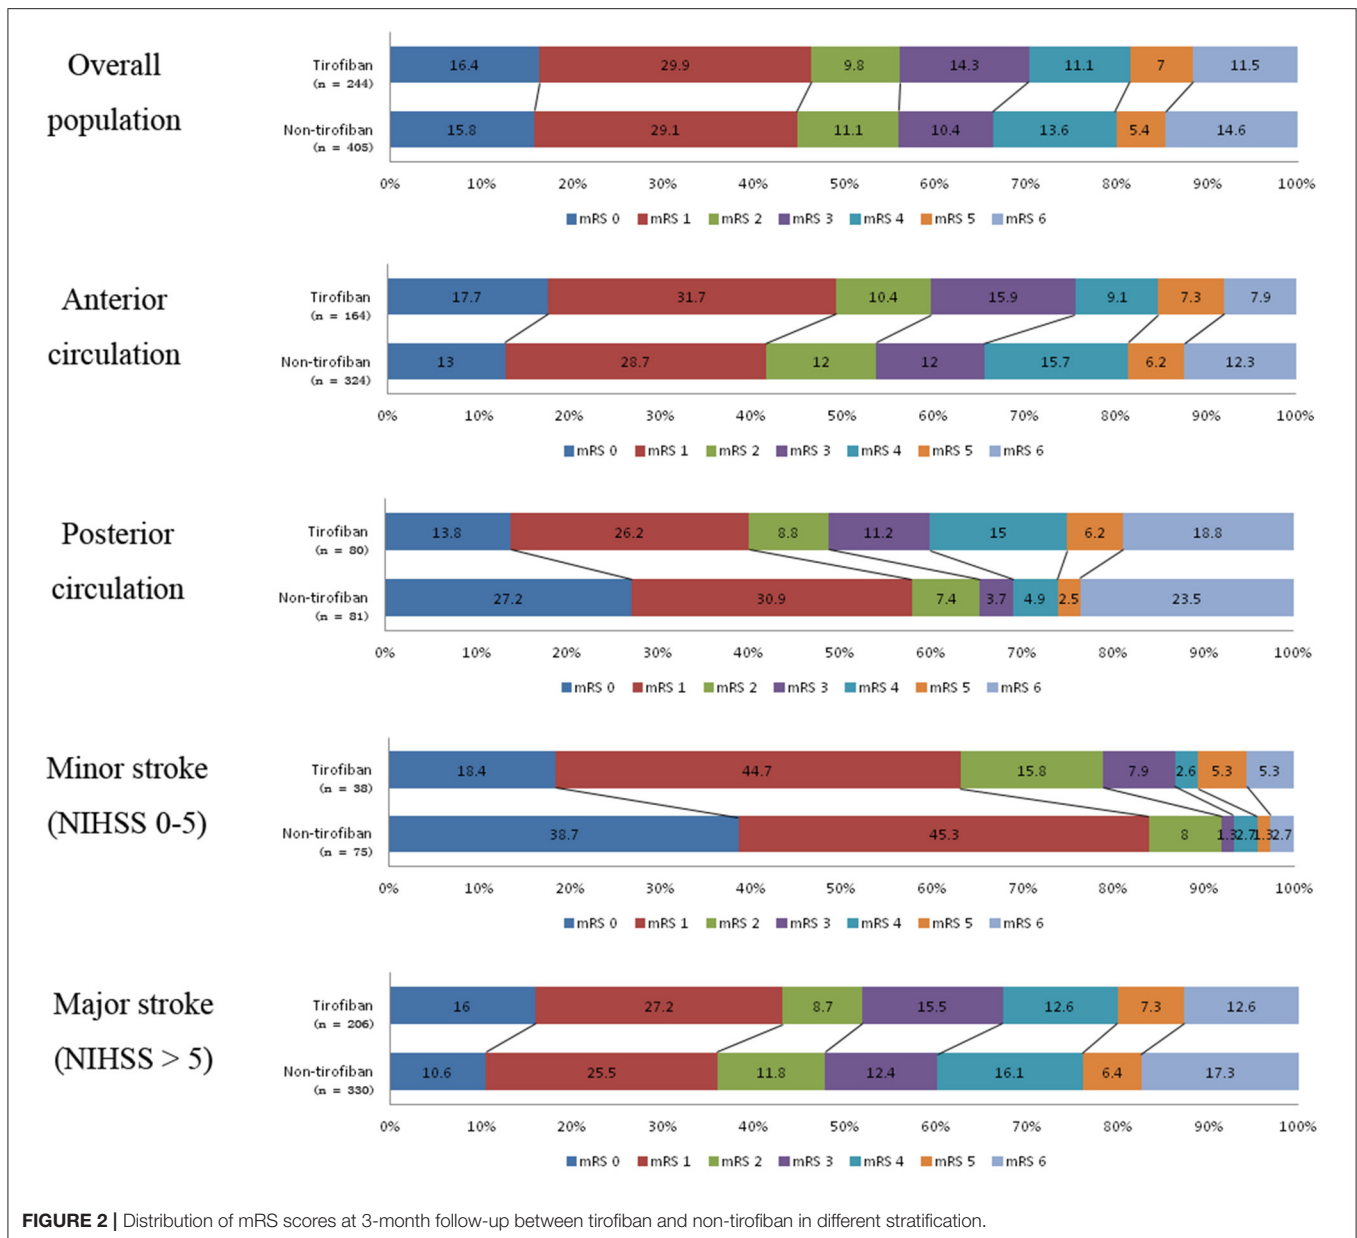 Overall
population
Tirofiban
(n = 244)
16.4 29.9 9.8 14.3 11.1 7 11.5
Non-tirofiban
(n = 405)
15.8 29.1 11.1 10.4 13.6 5.4 14.6
0% 10% 20% 30% 40% 50% 60% 70% 80% 90% 100%
mRS 0 mRS 1 mRS 2 mRS 3 mRS 4 mRS 5 mRS 6
Anterior
circulation
Tirofiban
(n = 164)
17.7 31.7 10.4 15.9 9.1 7.3 7.9
Non-tirofiban
(n = 324)
13 28.7 12 12 15.7 6.2 12.3
0% 10% 20% 30% 40% 50% 60% 70% 80% 90% 100%
mRS 0 mRS 1 mRS 2 mRS 3 mRS 4 mRS 5 mRS 6
Posterior
circulation
Tirofiban
(n = 80)
13.8 26.2 8.8 11.2 15 6.2 18.8
Non-tirofiban
(n = 81)
27.2 30.9 7.4 3.7 4.9 2.5 23.5
0% 10% 20% 30% 40% 50% 60% 70% 80% 90% 100%
mRS 0 mRS 1 mRS 2 mRS 3 mRS 4 mRS 5 mRS 6
Minor stroke
(NIHSS 0-5)
Tirofiban
(n = 38)
18.4 44.7 15.8 7.9 2.6 5.3 5.3
Non-tirofiban
(n = 75)
38.7 45.3 8 1.3 2.7 1.3 2.7
0% 10% 20% 30% 40% 50% 60% 70% 80% 90% 100%
mRS 0 mRS 1 mRS 2 mRS 3 mRS 4 mRS 5 mRS 6
Major stroke
(NIHSS > 5)
Tirofiban
(n = 206)
16 27.2 8.7 15.5 12.6 7.3 12.6
Non-tirofiban
(n = 330)
10.6 25.5 11.8 12.4 16.1 6.4 17.3
0% 10% 20% 30% 40% 50% 60% 70% 80% 90% 100%
mRS 0 mRS 1 mRS 2 mRS 3 mRS 4 mRS 5 mRS 6
FIGURE 2 | Distribution of mRS scores at 3-month follow-up between tirofiban and non-tirofiban in different stratification.